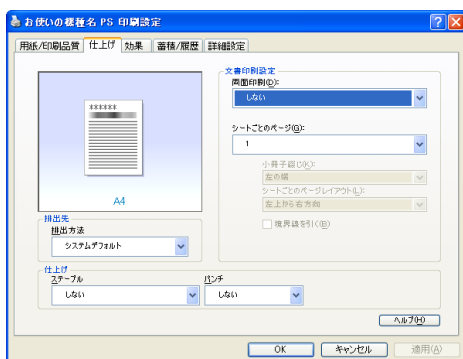 お使いの機種名 PS 印刷設定
用紙/印刷品質 仕上げ 効果 蓄積/履歴 詳細設定
******
A4
文書印刷設定
両面印刷(D):
しない
シートごとのページ(G):
1
小冊子綴じ(K):
左の端
シートごとのページレイアウト(L):
左上から右方向
境界線を引く(B)
排出先
排出方法
システムデフォルト
仕上げ
ステープル
しない
パンチ
しない
ヘルプ(H)
OK キャンセル 適用(A)